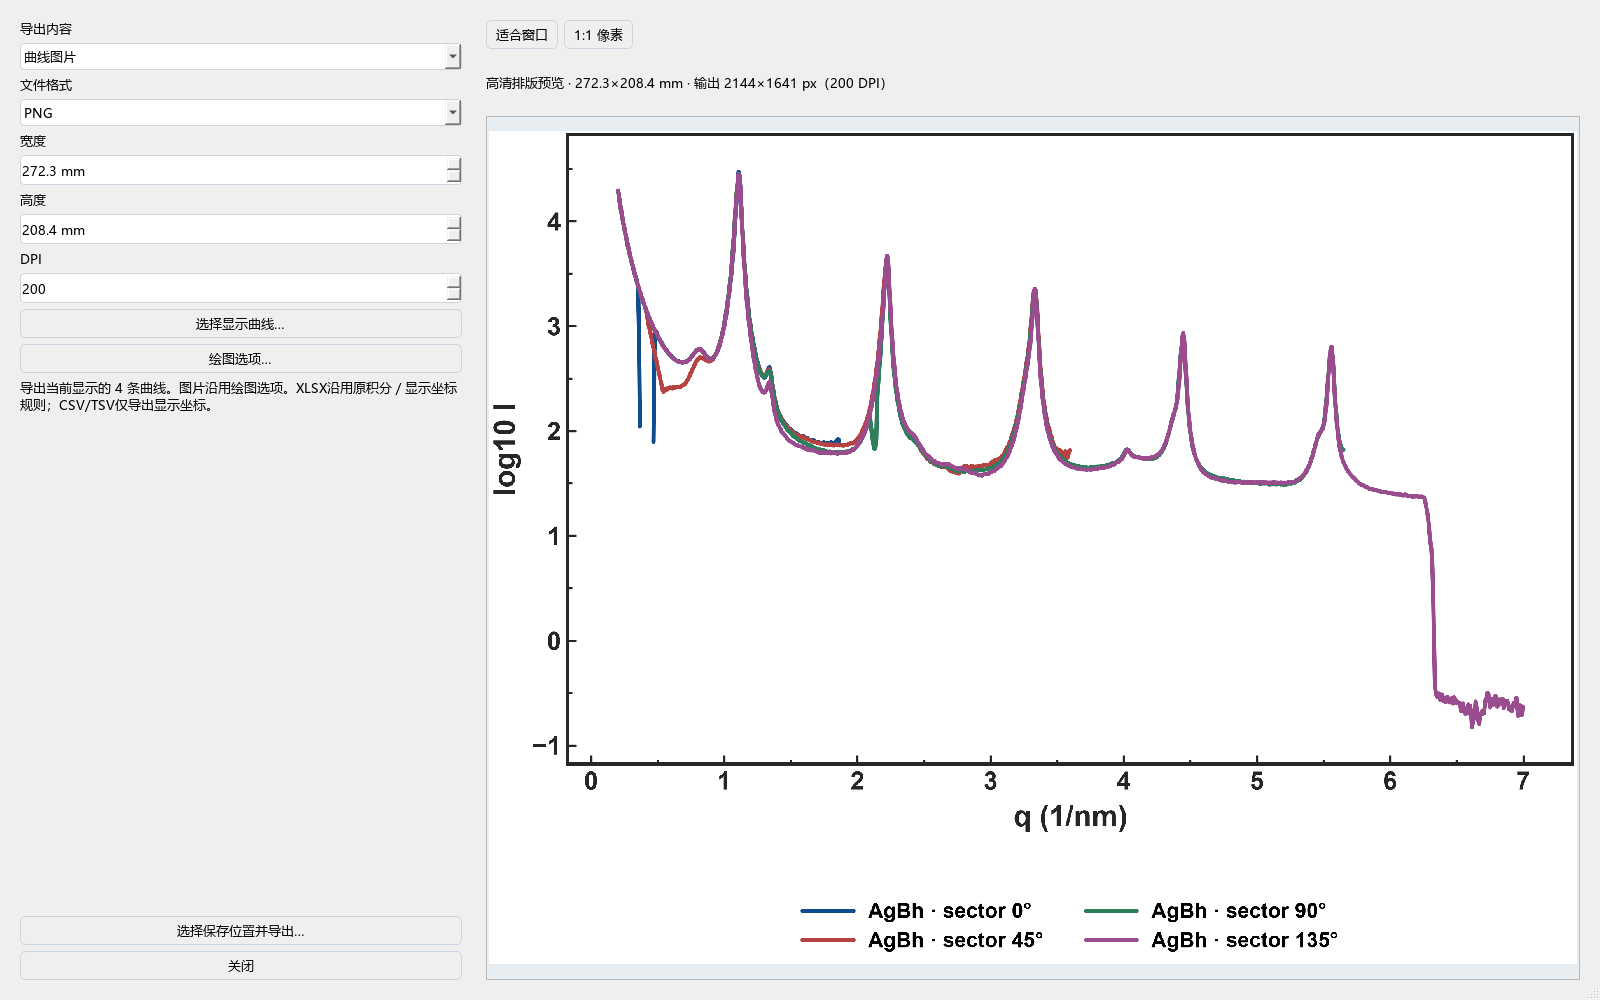 导出内容
曲线图片
文件格式
PNG
宽度
272.3 mm
高度
208.4 mm
DPI
200
选择显示曲线...
绘图选项...
导出当前显示的 4 条曲线。图片沿用绘图选项。XLSX沿用原积分 / 显示坐标
规则；CSV/TSV仅导出显示坐标。
选择保存位置并导出...
关闭
适合窗口
1:1 像素
高清排版预览 · 272.3×208.4 mm · 输出 2144×1641 px（200 DPI）
log10 I
4
3
2
1
0
−1
0 1 2 3 4 5 6 7
q (1/nm)
AgBh · sector 0°
AgBh · sector 45°
AgBh · sector 90°
AgBh · sector 135°